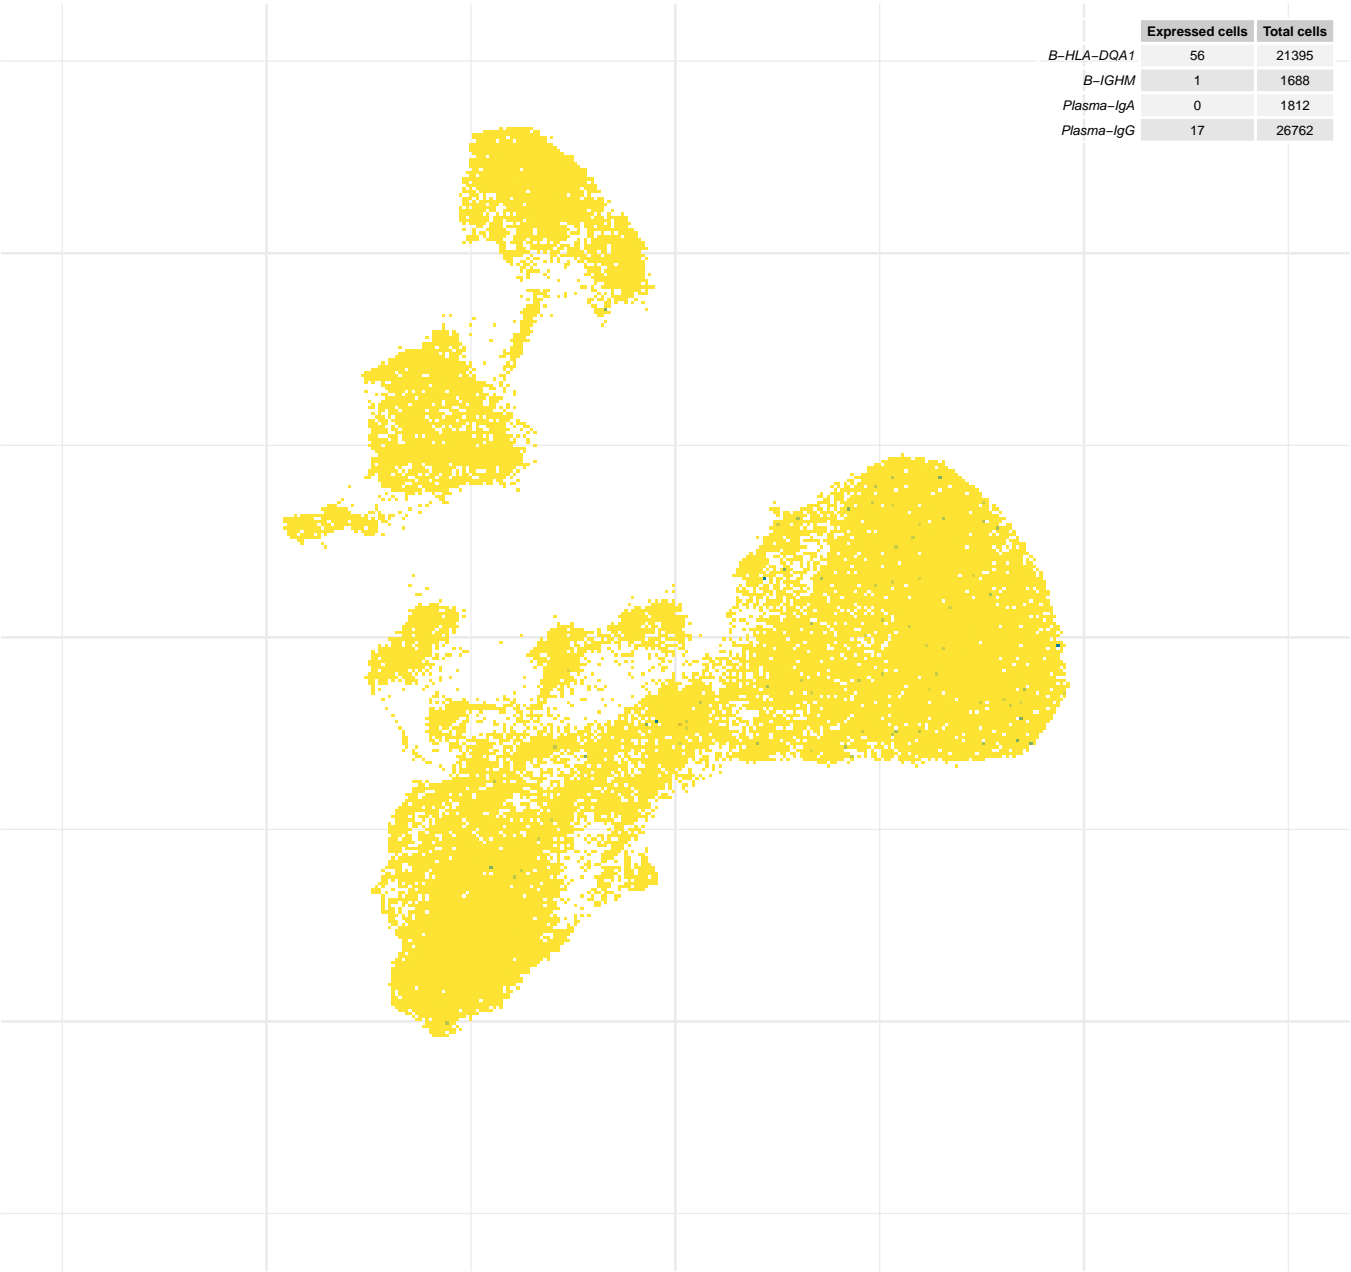 Expressed cells Total cells
B−HLA−DQA1 56 21395
B−IGHM 1 1688
Plasma−IgA 0 1812
Plasma−IgG 17 26762